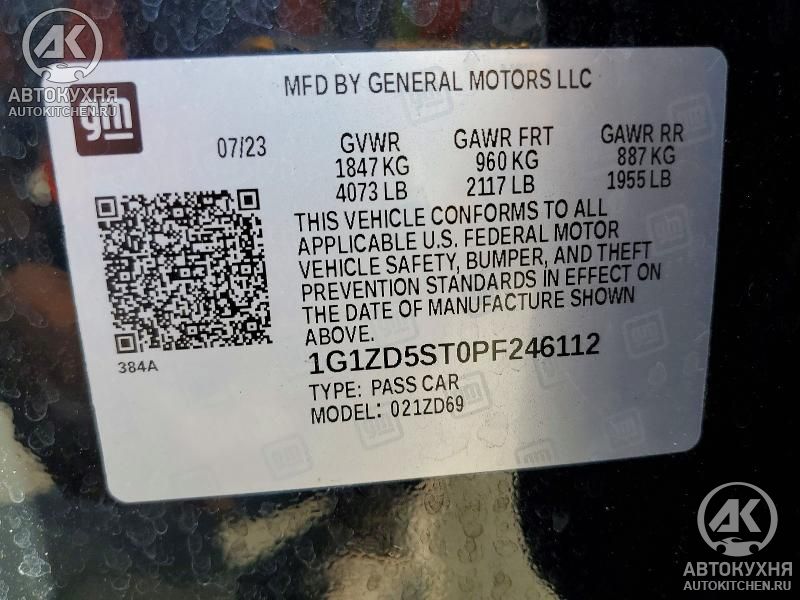 АК
АВТОКУХНЯ
AUTOKITCHEN.RU
gm
MFD BY GENERAL MOTORS LLC
07/23 GVWR GAWR FRT GAWR RR
1847 KG 960 KG 887 KG
4073 LB 2117 LB 1955 LB
THIS VEHICLE CONFORMS TO ALL
APPLICABLE U.S. FEDERAL MOTOR
VEHICLE SAFETY, BUMPER, AND THEFT
PREVENTION STANDARDS IN EFFECT ON
THE DATE OF MANUFACTURE SHOWN
ABOVE.
384A
1G1ZD5ST0PF246112
TYPE: PASS CAR
MODEL: 021ZD69
АК
АВТОКУХНЯ
AUTOKITCHEN.RU